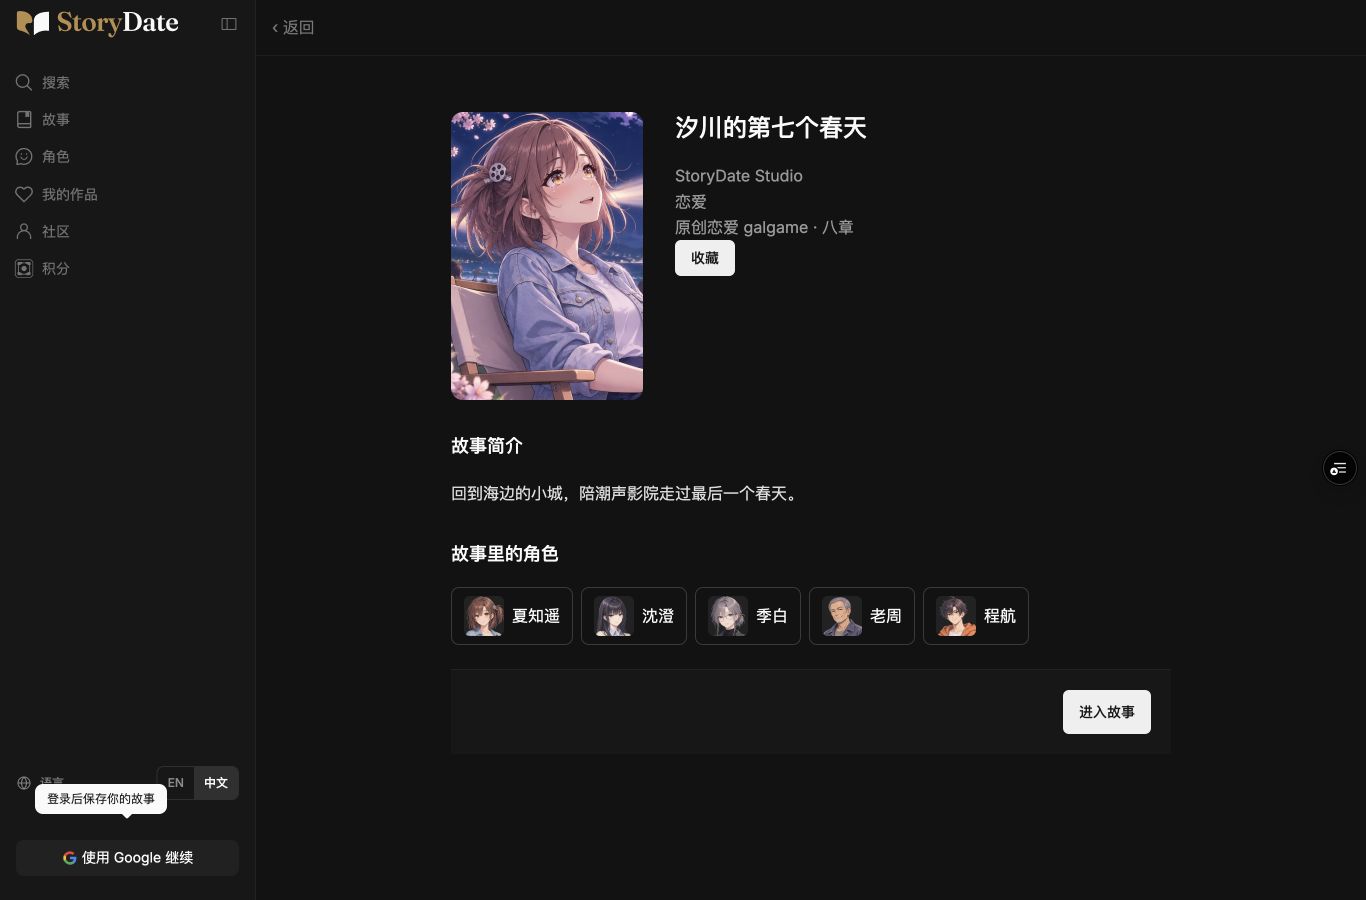 StoryDate
搜索
故事
角色
我的作品
社区
积分
语言
EN
中文
登录后保存你的故事
使用 Google 继续
‹ 返回
汐川的第七个春天
StoryDate Studio
恋爱
原创恋爱 galgame · 八章
收藏
故事简介
回到海边的小城，陪潮声影院走过最后一个春天。
故事里的角色
夏知遥
沈澄
季白
老周
程航
进入故事